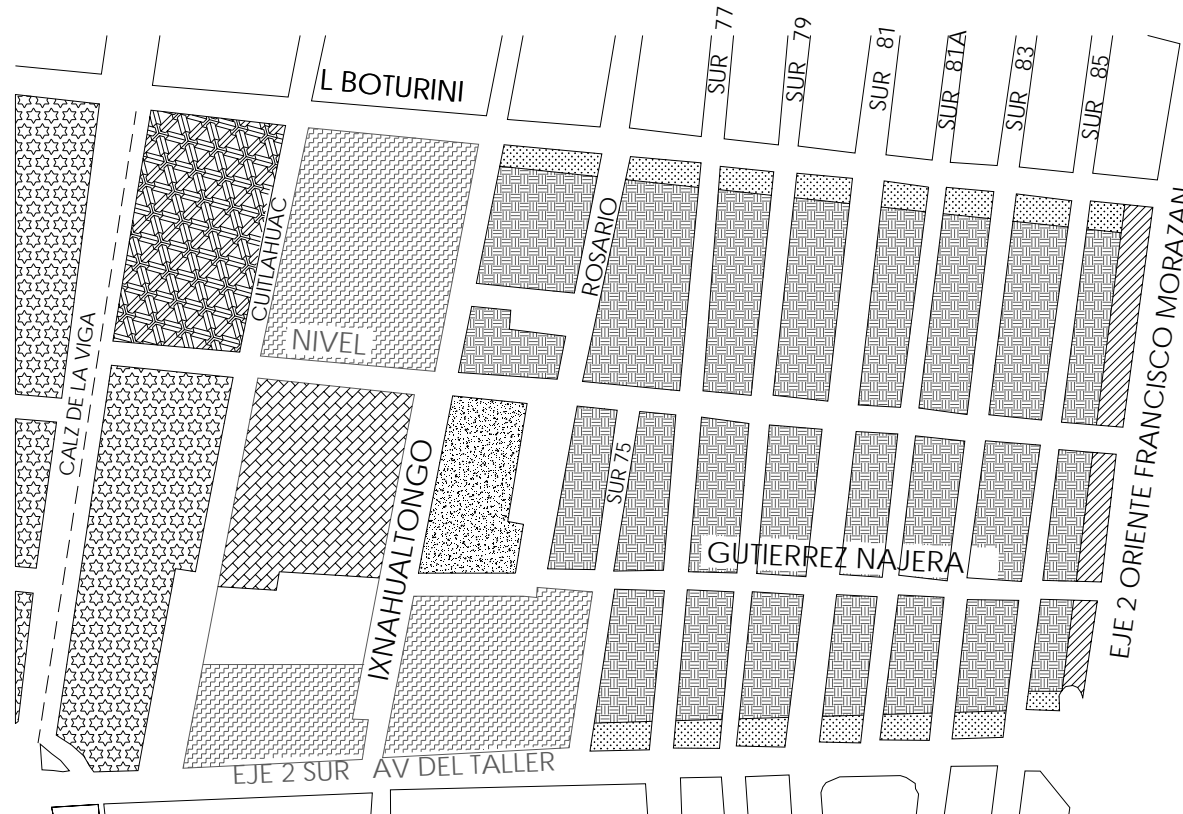 SUR 77
SUR 79
SUR 81
SUR 81A
SUR 83
SUR 85
L BOTURINI
CUITLAHUAC
ROSARIO
EJE 2 ORIENTE FRANCISCO MORAZAN
CALZ DE LA VIGA
NIVEL
IXNAHUALTONGO
SUR 75
GUTIERREZ NAJERA
EJE 2 SUR AV DEL TALLER